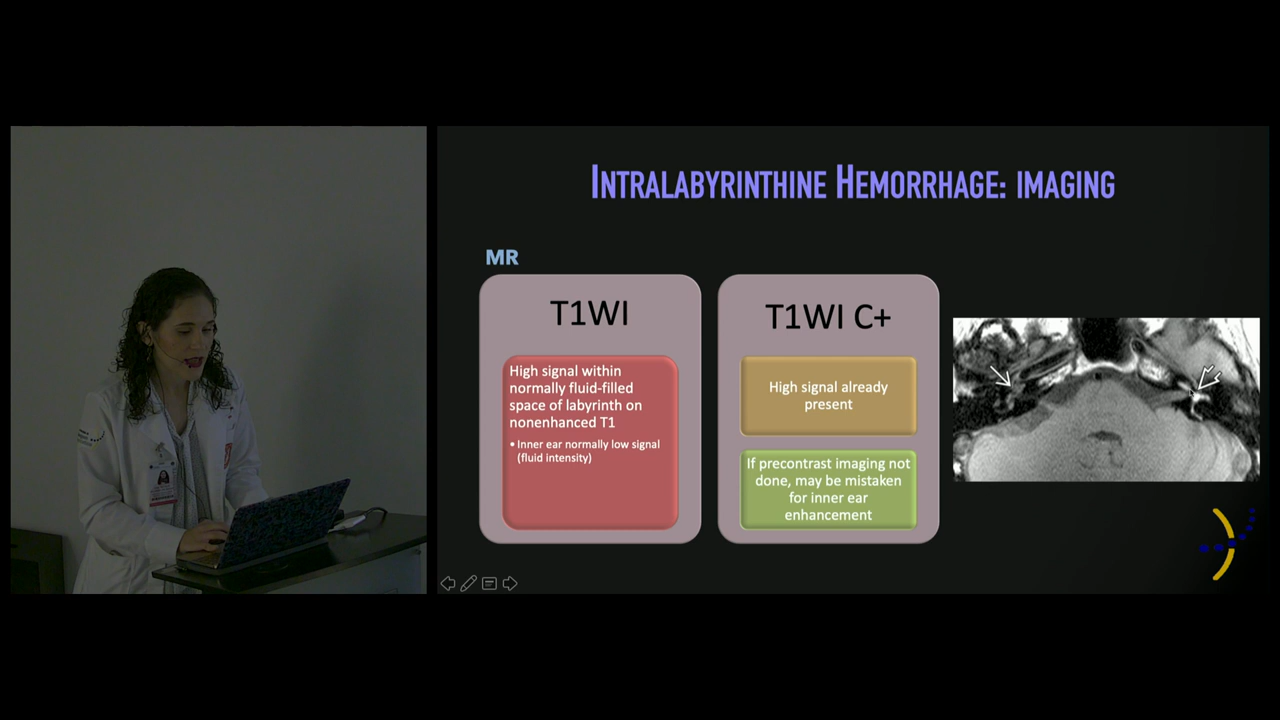 INTRALABYRINTHINE HEMORRHAGE: IMAGING
MR
T1WI
High signal within
normally fluid-filled
space of labyrinth on
nonenhanced T1
• Inner ear normally low signal
(fluid intensity)
T1WI C+
High signal already
present
If precontrast imaging not
done, may be mistaken
for inner ear
enhancement